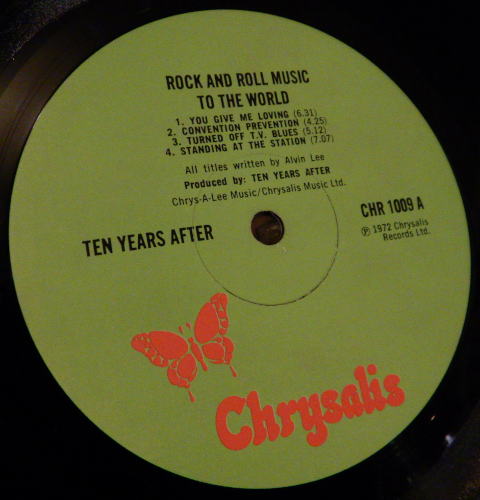 ROCK AND ROLL MUSIC
TO THE WORLD
1. YOU GIVE ME LOVING (6.31)
2. CONVENTION PREVENTION (4.25)
3. TURNED OFF T.V. BLUES (5.12)
4. STANDING AT THE STATION (7.07)
All titles written by Alvin Lee
Produced by: TEN YEARS AFTER
Chrys-A-Lee Music/Chrysalis Music Ltd.
TEN YEARS AFTER
CHR 1009 A
℗ 1972 Chrysalis
Records Ltd.
Chrysalis